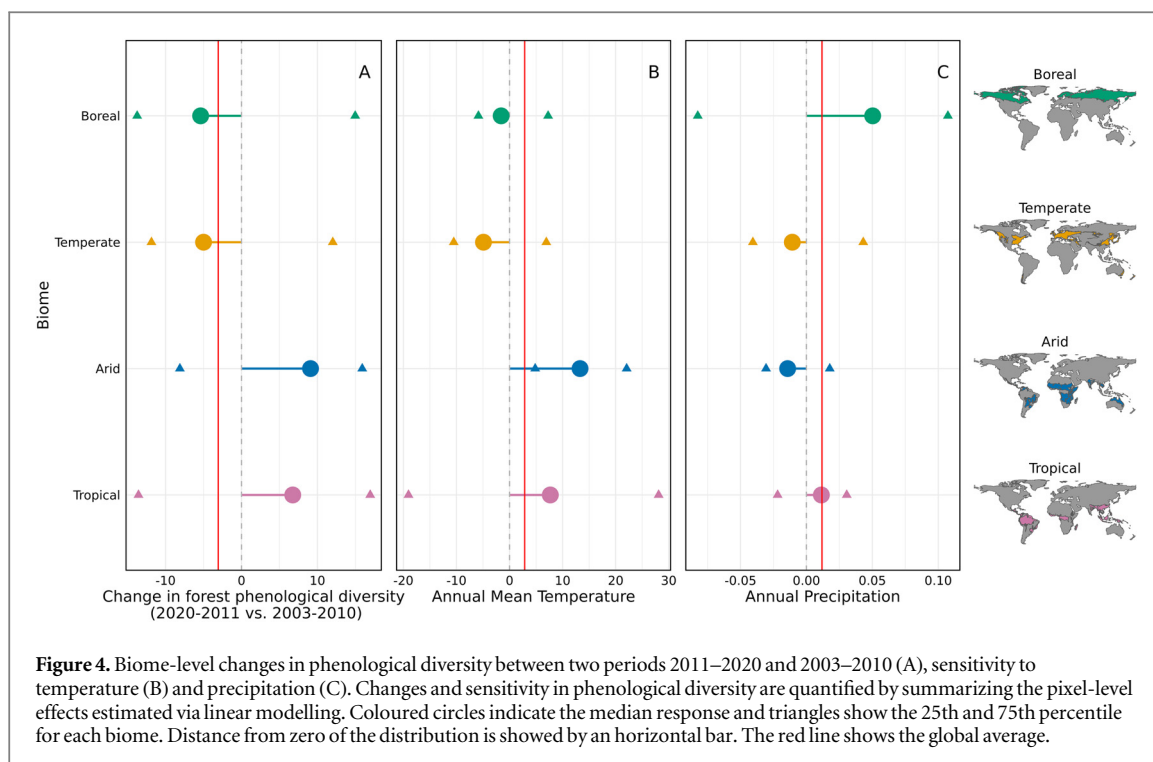 A
B
C
Boreal
Temperate
Arid
Tropical
Biome
-10
0
10
-20
-10
0
10
20
30
-0.05
0.00
0.05
0.10
Change in forest phenological diversity
(2020-2011 vs. 2003-2010)
Annual Mean Temperature
Annual Precipitation
Boreal
Temperate
Arid
Tropical
Figure 4. Biome-level changes in phenological diversity between two periods 2011–2020 and 2003–2010 (A), sensitivity to
temperature (B) and precipitation (C). Changes and sensitivity in phenological diversity are quantified by summarizing the pixel-level
effects estimated via linear modelling. Coloured circles indicate the median response and triangles show the 25th and 75th percentile
for each biome. Distance from zero of the distribution is showed by an horizontal bar. The red line shows the global average.